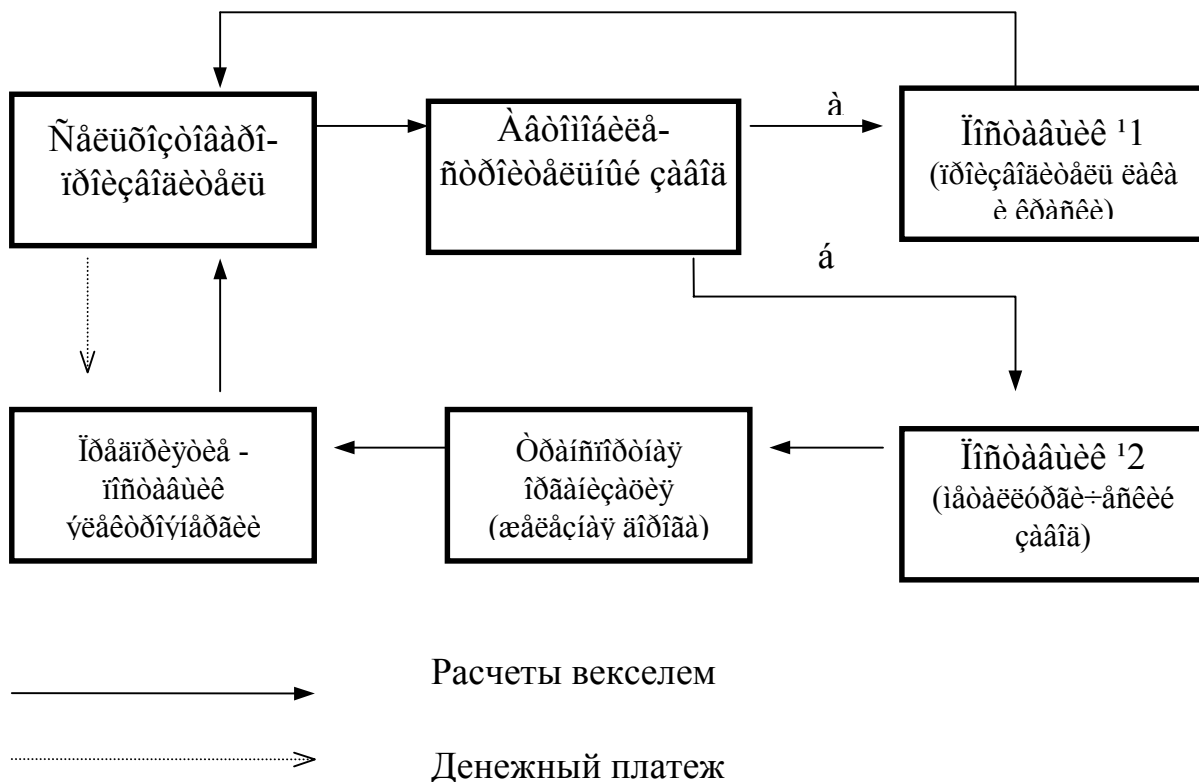 à
Ñåëüõîçòîâàðî-
ïðîèçâîäèòåëü
Àâòîìîáèëå-
ñòðîèòåëüíûé çàâîä
Ïîñòàâùèê ¹1
(ïðîèçâîäèòåëü ëàêà
è êðàñêè)
á
Ïðåäïðèÿòèå -
ïîñòàâùèê
ýëåêòðîýíåðãèè
Òðàíñïîðòíàÿ
îðãàíèçàöèÿ
(æåëåçíàÿ äîðîãà)
Ïîñòàâùèê ¹2
(ìåòàëëóðãè÷åñêèé
çàâîä)
Расчеты векселем
Денежный платеж